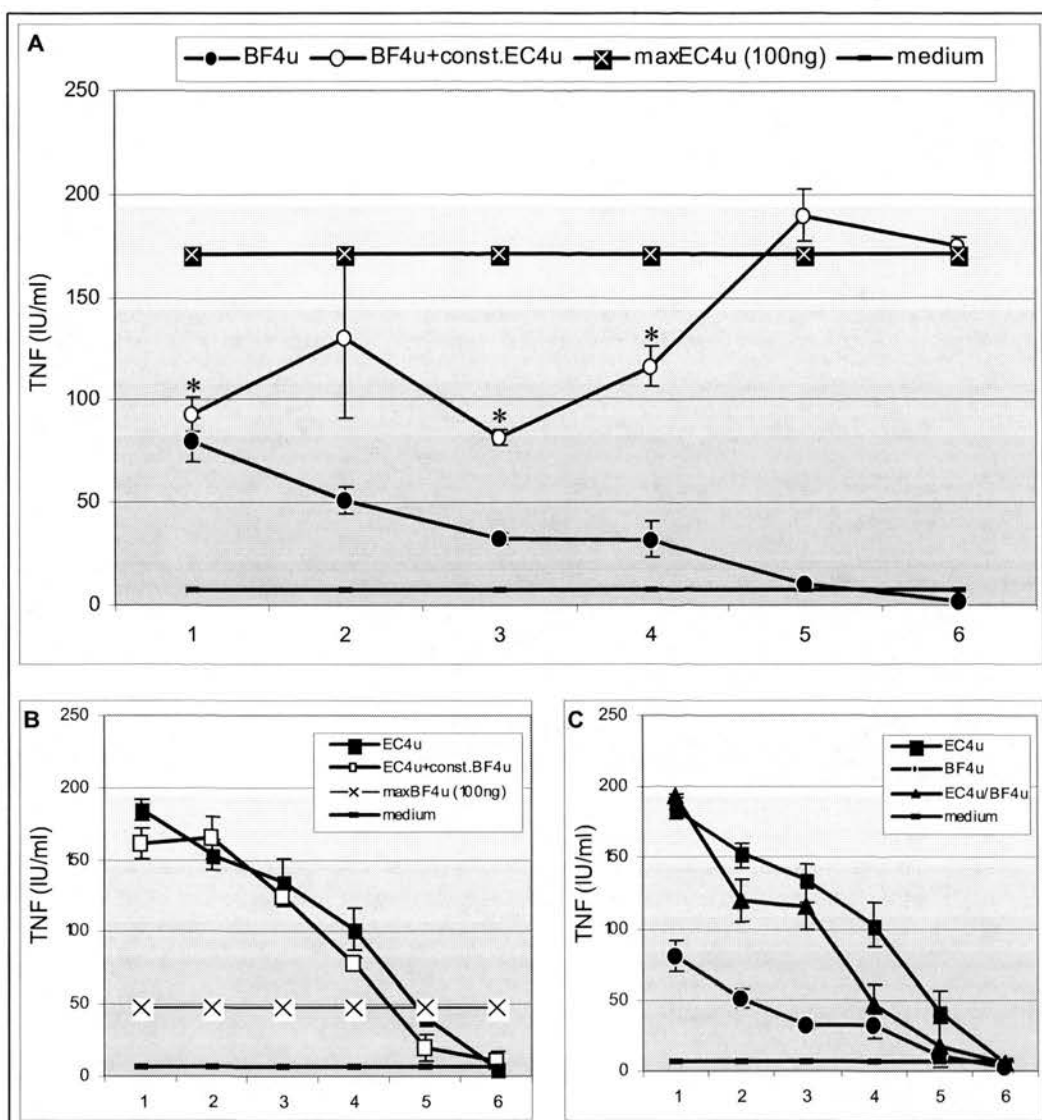 A
BF4u BF4u+const.EC4u maxEC4u (100ng) medium
250
200
150
100
50
0
TNF (IU/ml)
*
*
*
1 2 3 4 5 6
B
EC4u
EC4u+const.BF4u
maxBF4u (100ng)
medium
250
200
150
100
50
0
TNF (IU/ml)
1 2 3 4 5 6
C
EC4u
BF4u
EC4u/BF4u
medium
250
200
150
100
50
0
TNF (IU/ml)
1 2 3 4 5 6